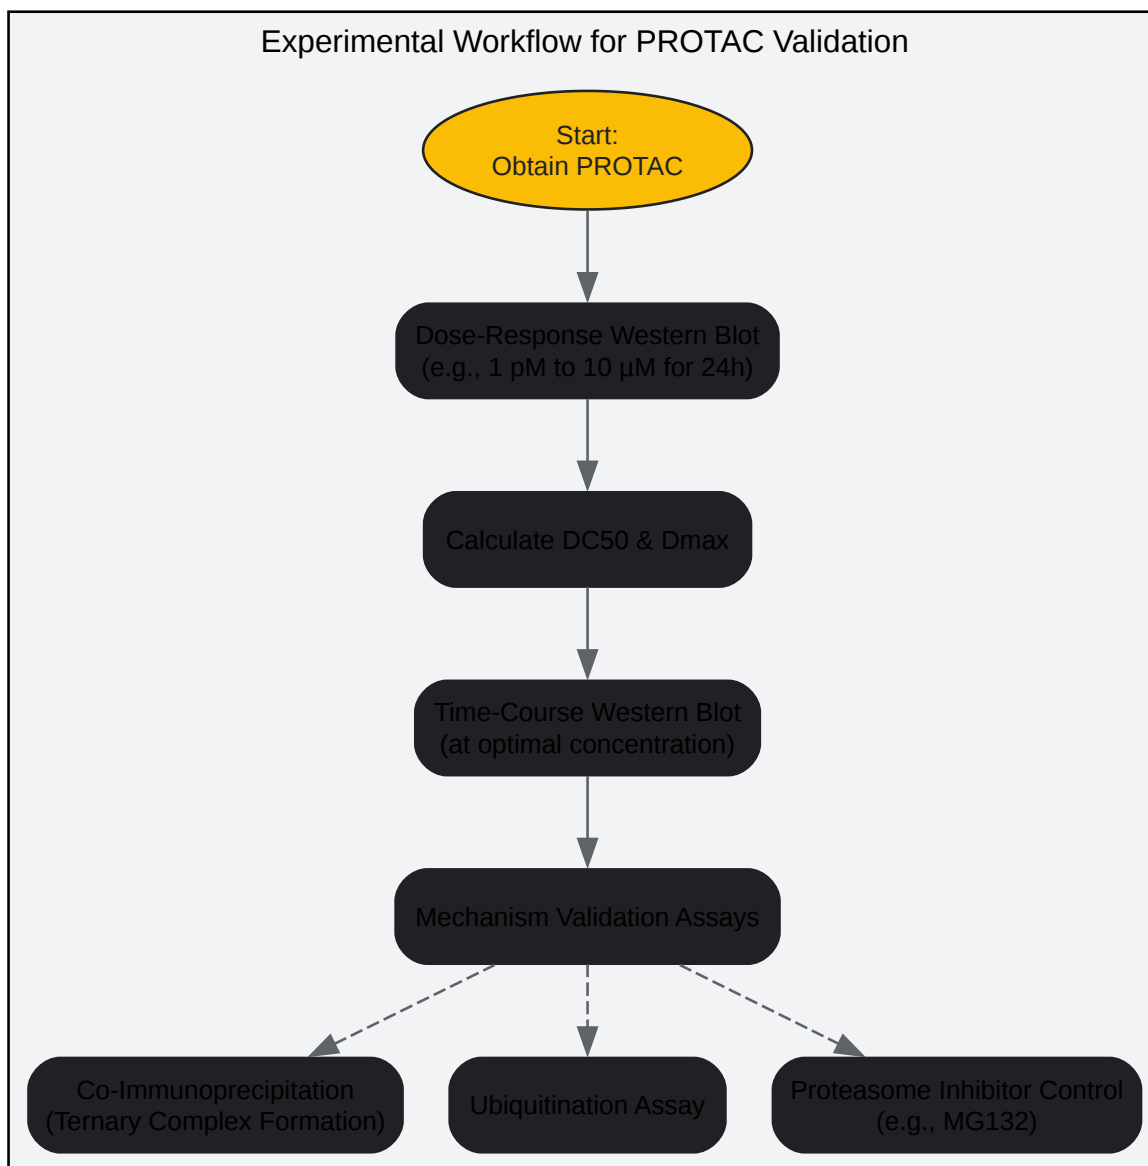 Experimental Workflow for PROTAC Validation
Start:
Obtain PROTAC
Dose-Response Western Blot
(e.g., 1 pM to 10 µM for 24h)
Calculate DC50 & Dmax
Time-Course Western Blot
(at optimal concentration)
Mechanism Validation Assays
Co-Immunoprecipitation
(Ternary Complex Formation)
Ubiquitination Assay
Proteasome Inhibitor Control
(e.g., MG132)